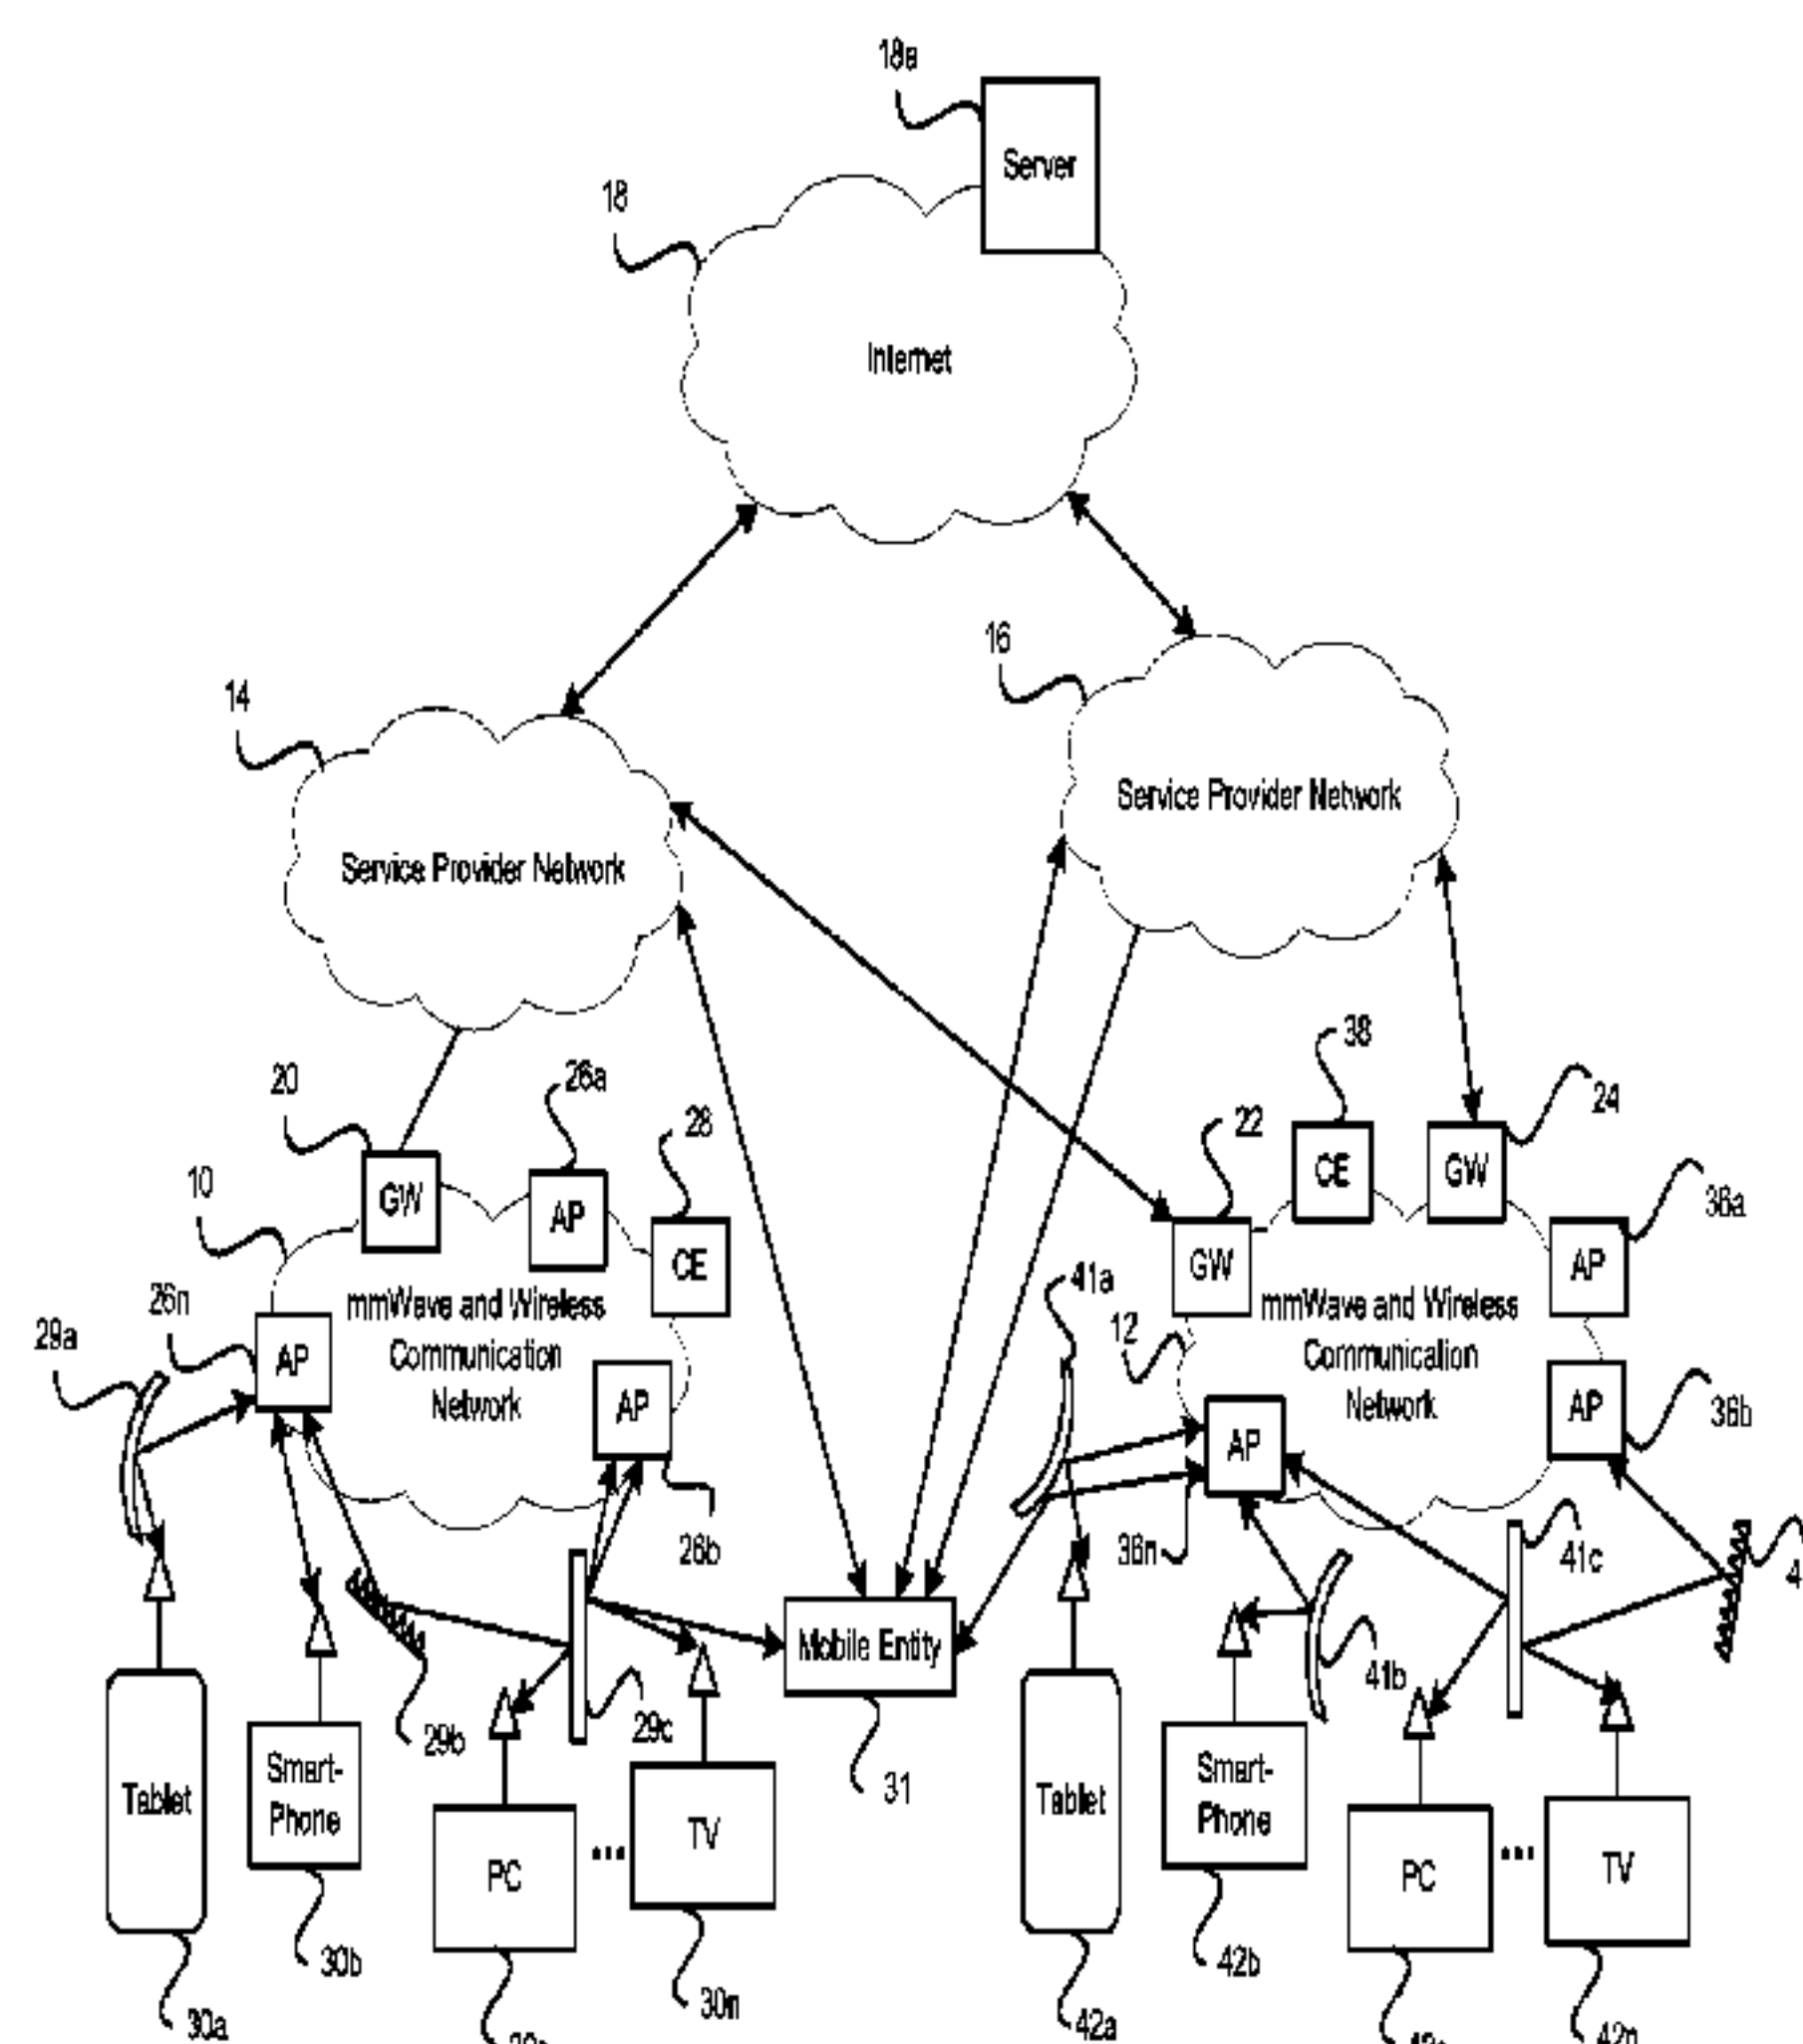 18a
Server
18
Internet
16
14
Service Provider Network
Service Provider Network
38
20
26a
24
28
22
10
GW
AP
CE
GW
36a
AP
CE
GW
AP
41a
26n
mmWave and Wireless
Communication
Network
12
mmWave and Wireless
Communication
Network
29a
AP
AP
AP
36b
AP
26b
36n
41c
Mobile Entity
41b
29b
29c
31
Tablet
Smart-
Phone
PC
...
TV
Tablet
Smart-
Phone
PC
...
TV
30b
42b
30n
30a
42a
42n